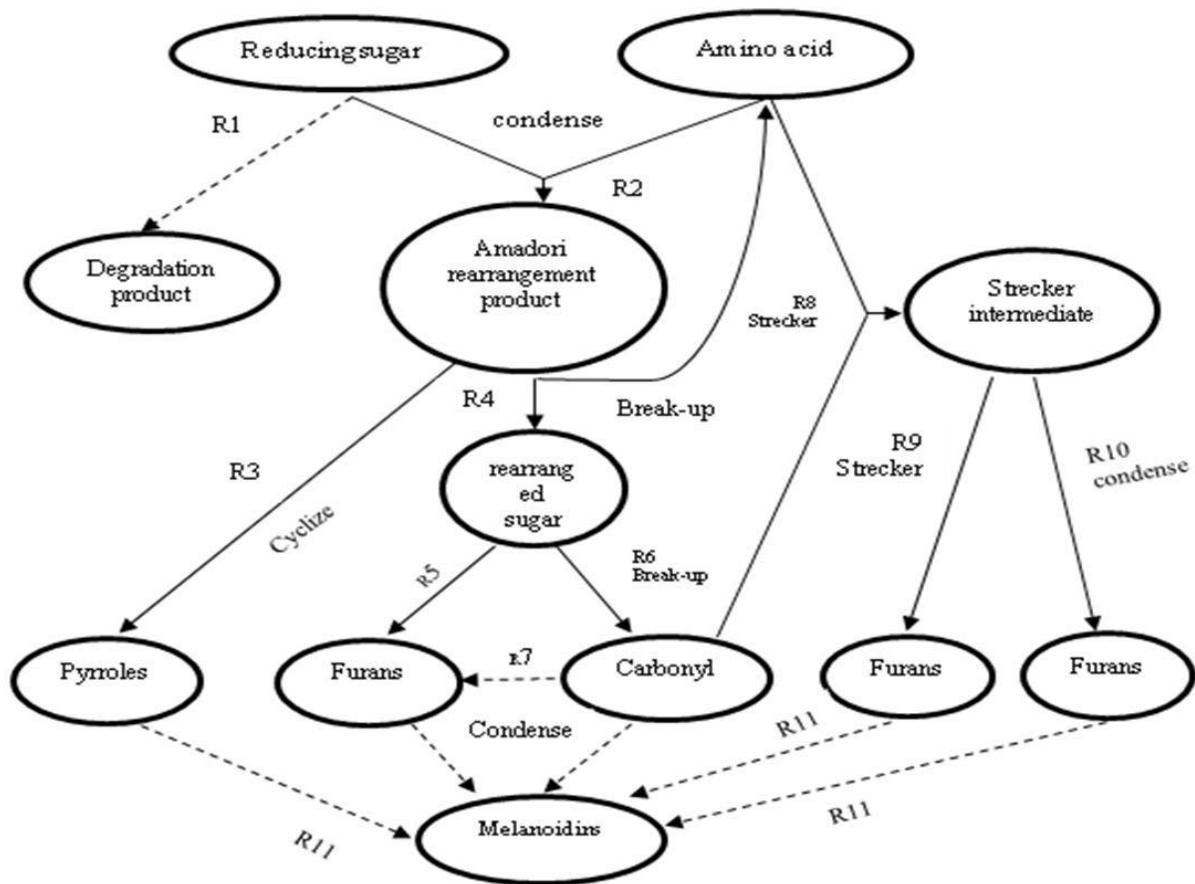 Reducing sugar
Amino acid
R1
condense
R2
Degradation
product
Amadori
rearrangement
product
R8
Strecker
Strecker
intermediate
R4
Break-up
R3
Cyclize
rearrang
ed
sugar
R9
Strecker
R10
condense
R5
R6
Break-up
Pyrroles
Furans
R7
Carbonyl
Furans
Furans
Condense
R11
R11
R11
Melanoidins